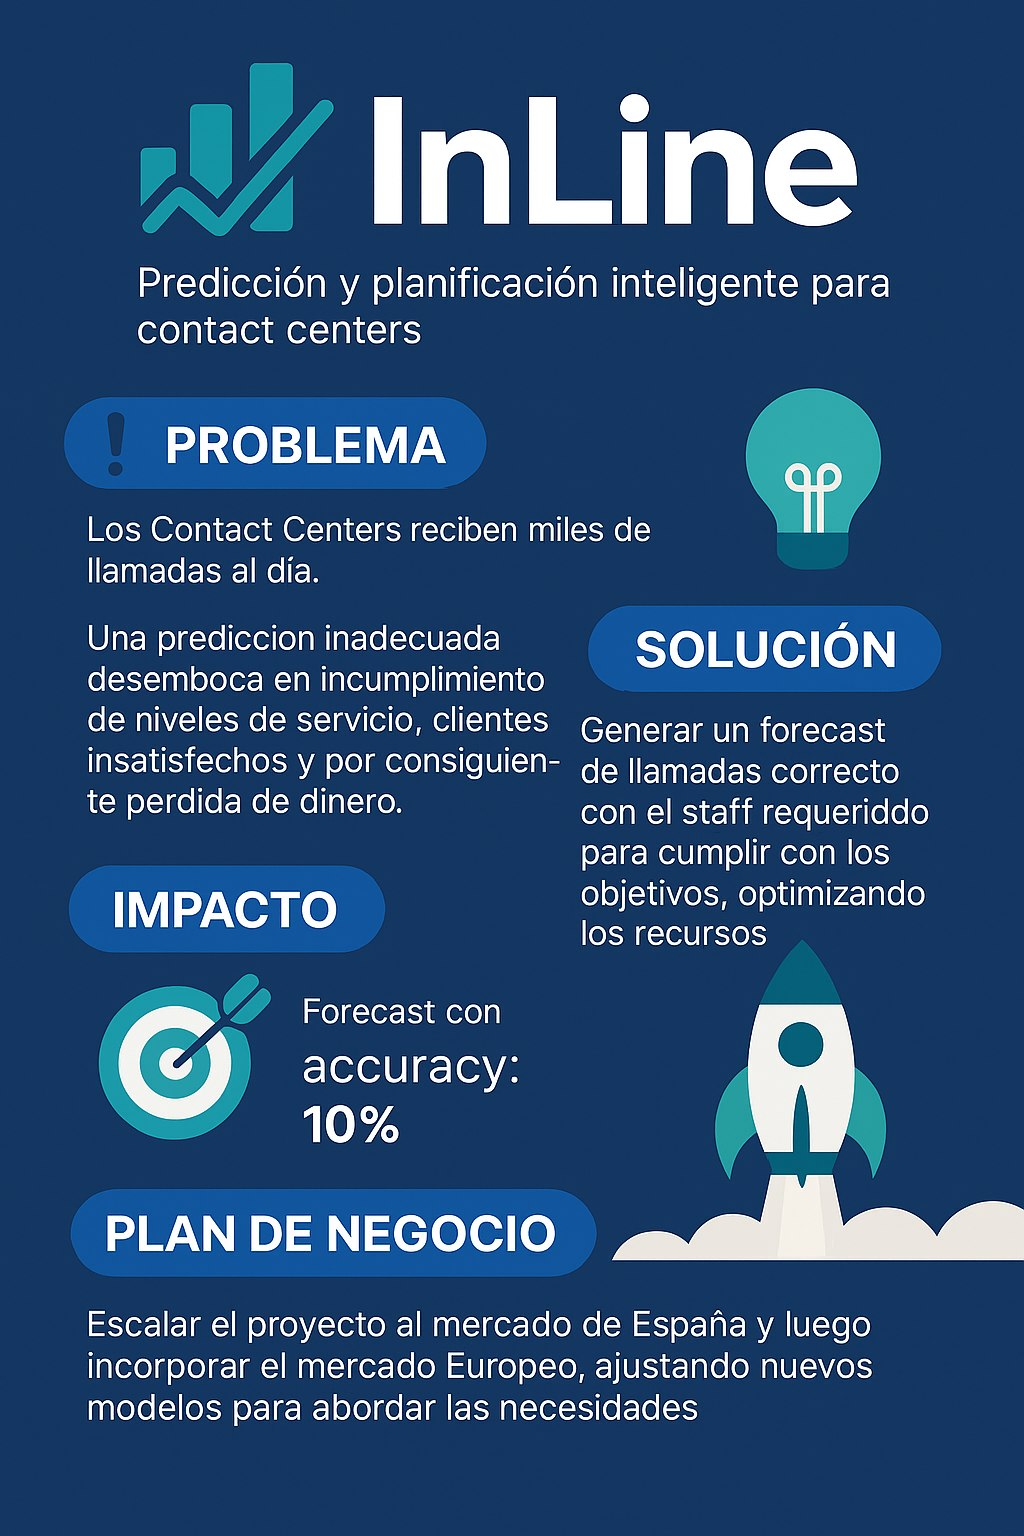 InLine
Predicción y planificación inteligente para
contact centers
PROBLEMA
Los Contact Centers reciben miles de
llamadas al día.
Una prediccion inadecuada
desemboca en incumplimiento
de niveles de servicio, clientes
insatisfechos y por consiguien-
te perdida de dinero.
SOLUCIÓN
Generar un forecast
de llamadas correcto
con el staff requeriddo
para cumplir con los
objetivos, optimizando
los recursos
IMPACTO
Forecast con
accuracy:
10%
PLAN DE NEGOCIO
Escalar el proyecto al mercado de Espan̂a y luego
incorporar el mercado Europeo, ajustando nuevos
modelos para abordar las necesidades